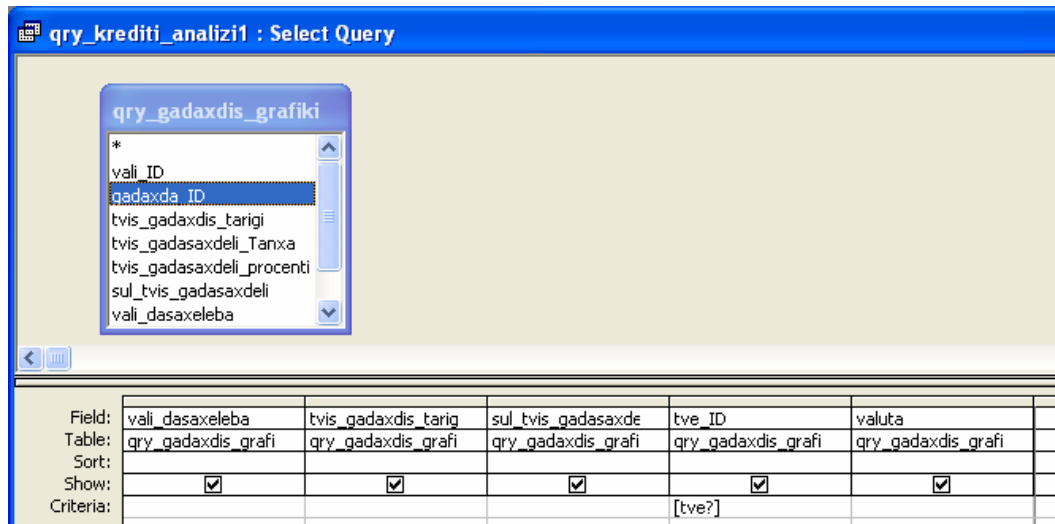 qry_krediti_analizi1 : Select Query
qry_gadaxdis_grafiki
*
vali_ID
gadaxda_ID
tvis_gadaxdis_tarigi
tvis_gadasaxdeli_Tanxa
tvis_gadasaxdeli_procenti
sul_tvis_gadasaxdeli
vali_dasaxeleba
Field: vali_dasaxeleba tvis_gadaxdis_tarig sul_tvis_gadasaxde tve_ID valuta
Table: qry_gadaxdis_grafi qry_gadaxdis_grafi qry_gadaxdis_grafi qry_gadaxdis_grafi qry_gadaxdis_grafi
Sort:
Show:
Criteria: [tve?]